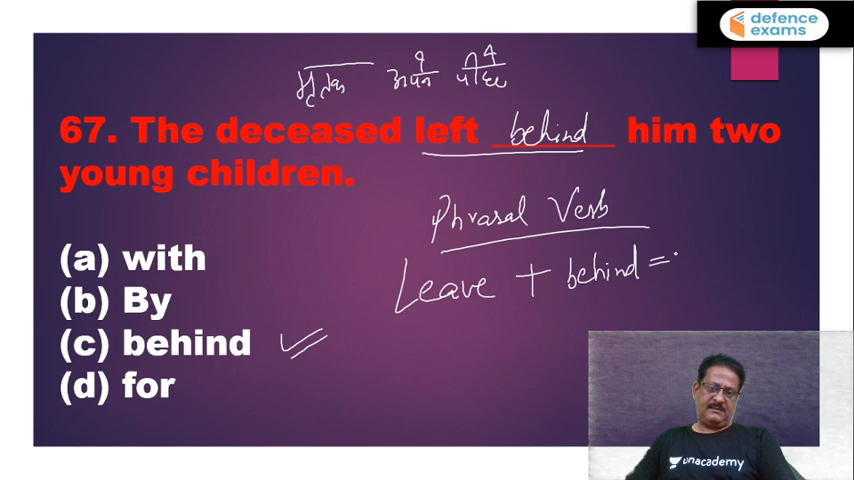 defence
exams
मृतक अपने पीछे
67. The deceased left behind him two
young children.
Phrasal Verb
Leave + behind =
(a) with
(b) By
(c) behind
(d) for
unacademy